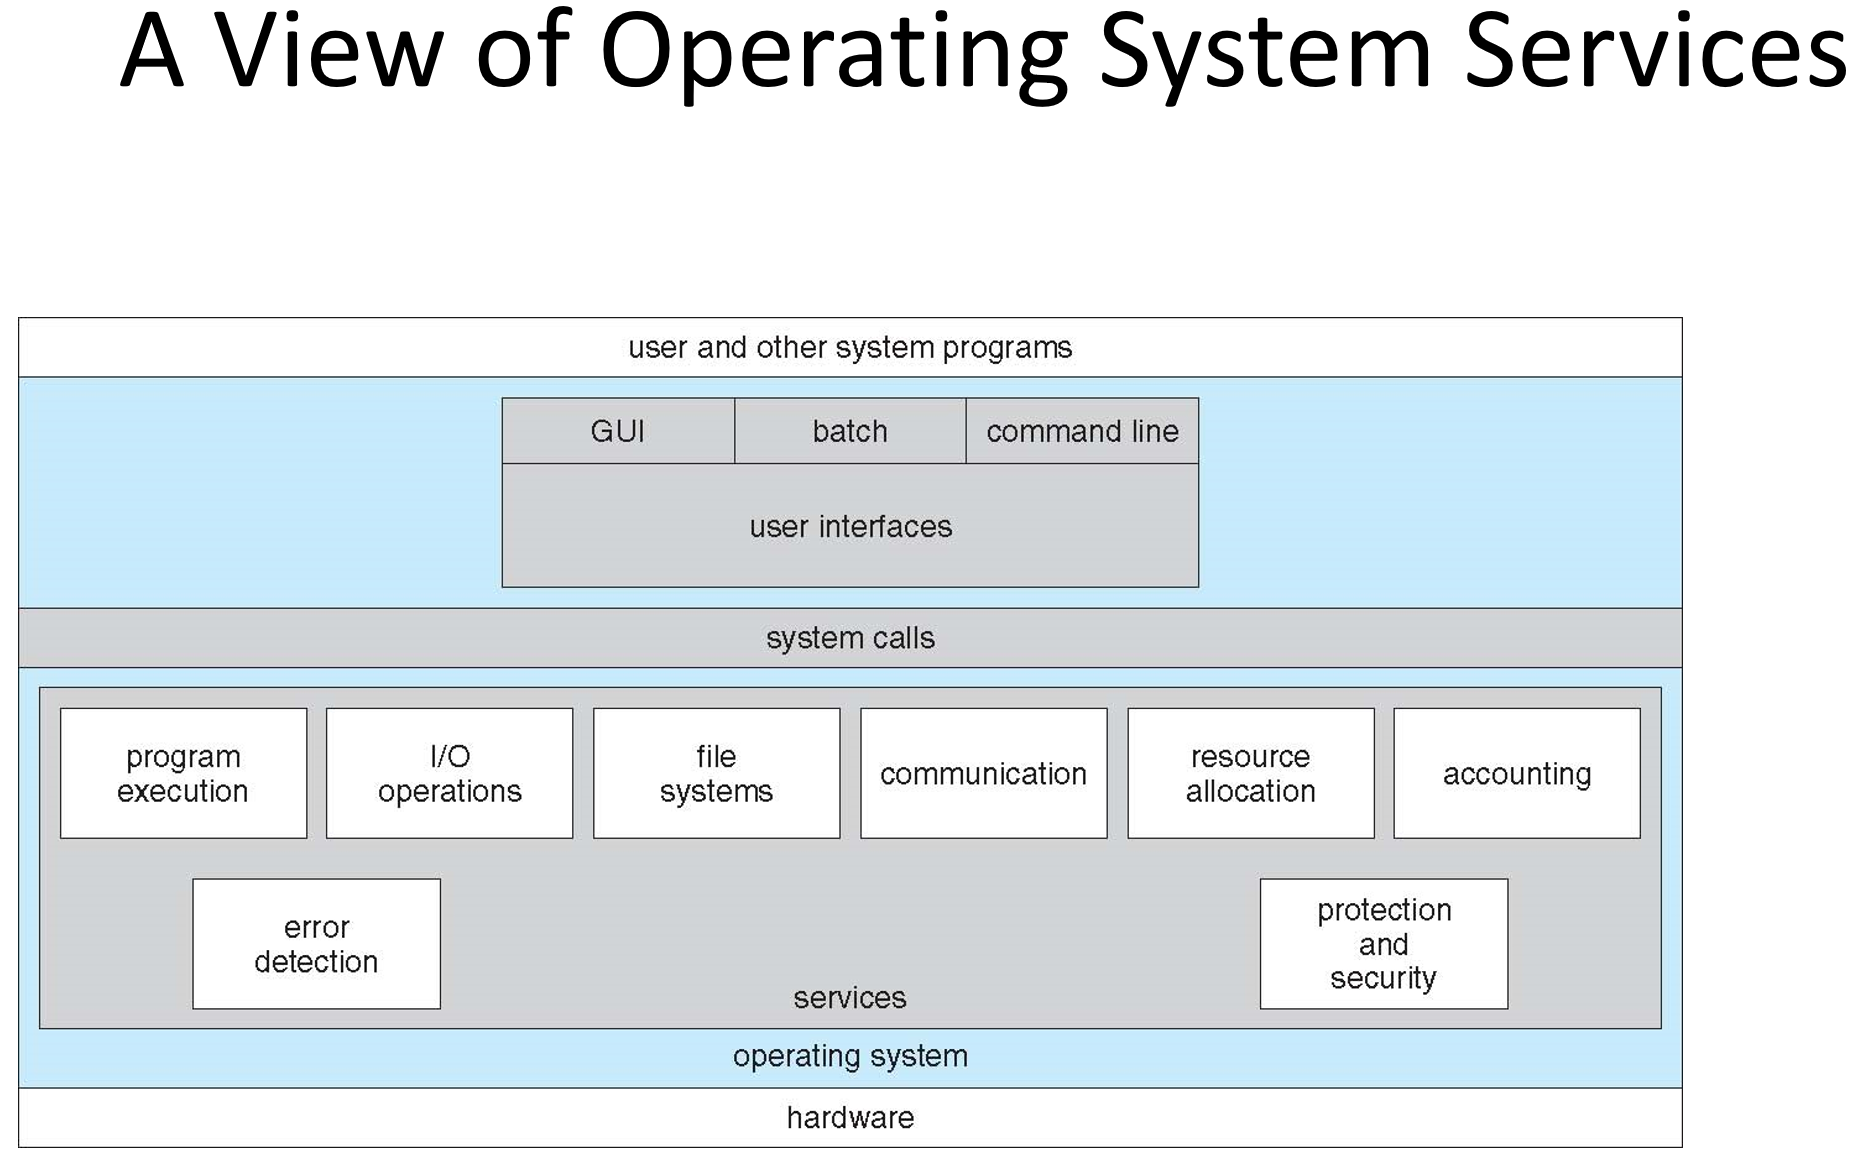 A View of Operating System Services
user and other system programs
GUI
batch
command line
user interfaces
system calls
program
execution
I/O
operations
file
systems
communication
resource
allocation
accounting
error
detection
protection
and
security
services
operating system
hardware